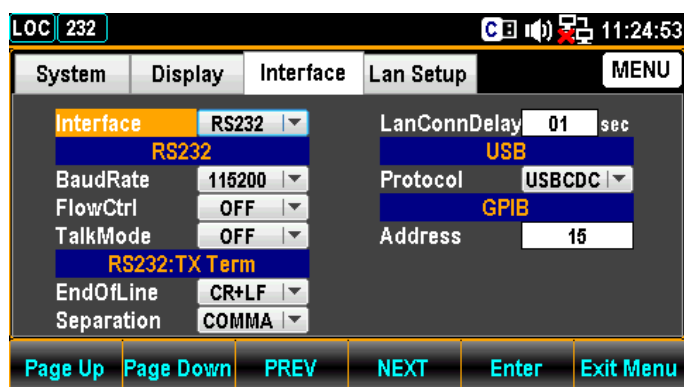 LOC 232 C 11:24:53
System Display Interface Lan Setup MENU
Interface RS232
RS232
BaudRate 115200
FlowCtrl OFF
TalkMode OFF
RS232:TX Term
EndOfLine CR+LF
Separation COMMA
LanConnDelay 01 sec
USB
Protocol USBCDC
GPIB
Address 15
Page Up Page Down PREV NEXT Enter Exit Menu